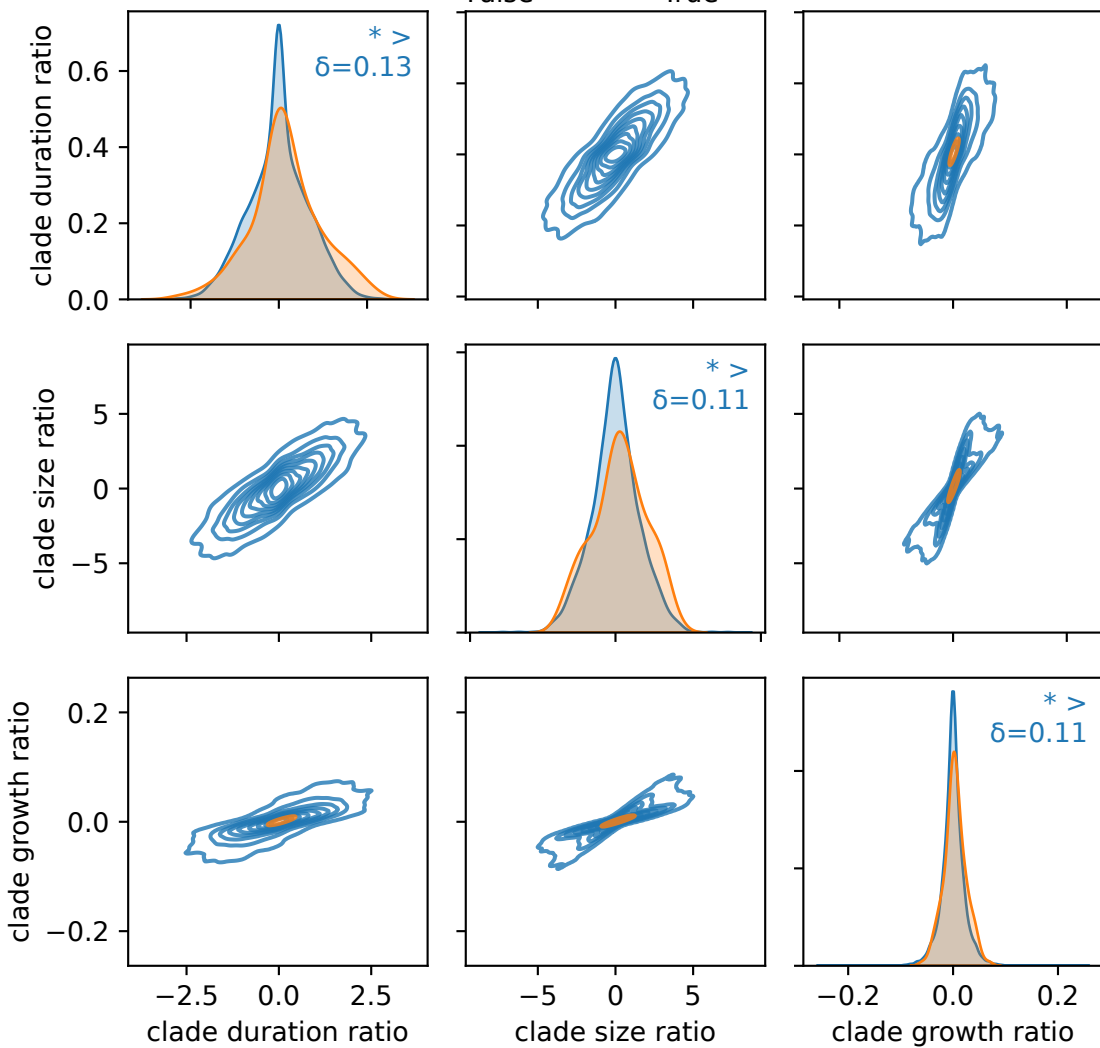 False True
clade duration ratio
0.6
0.4
0.2
0.0
* >
δ=0.13
clade size ratio
5
0
−5
* >
δ=0.11
clade growth ratio
0.2
0.0
−0.2
* >
δ=0.11
−2.5 0.0 2.5
−5 0 5
−0.2 0.0 0.2
clade duration ratio
clade size ratio
clade growth ratio